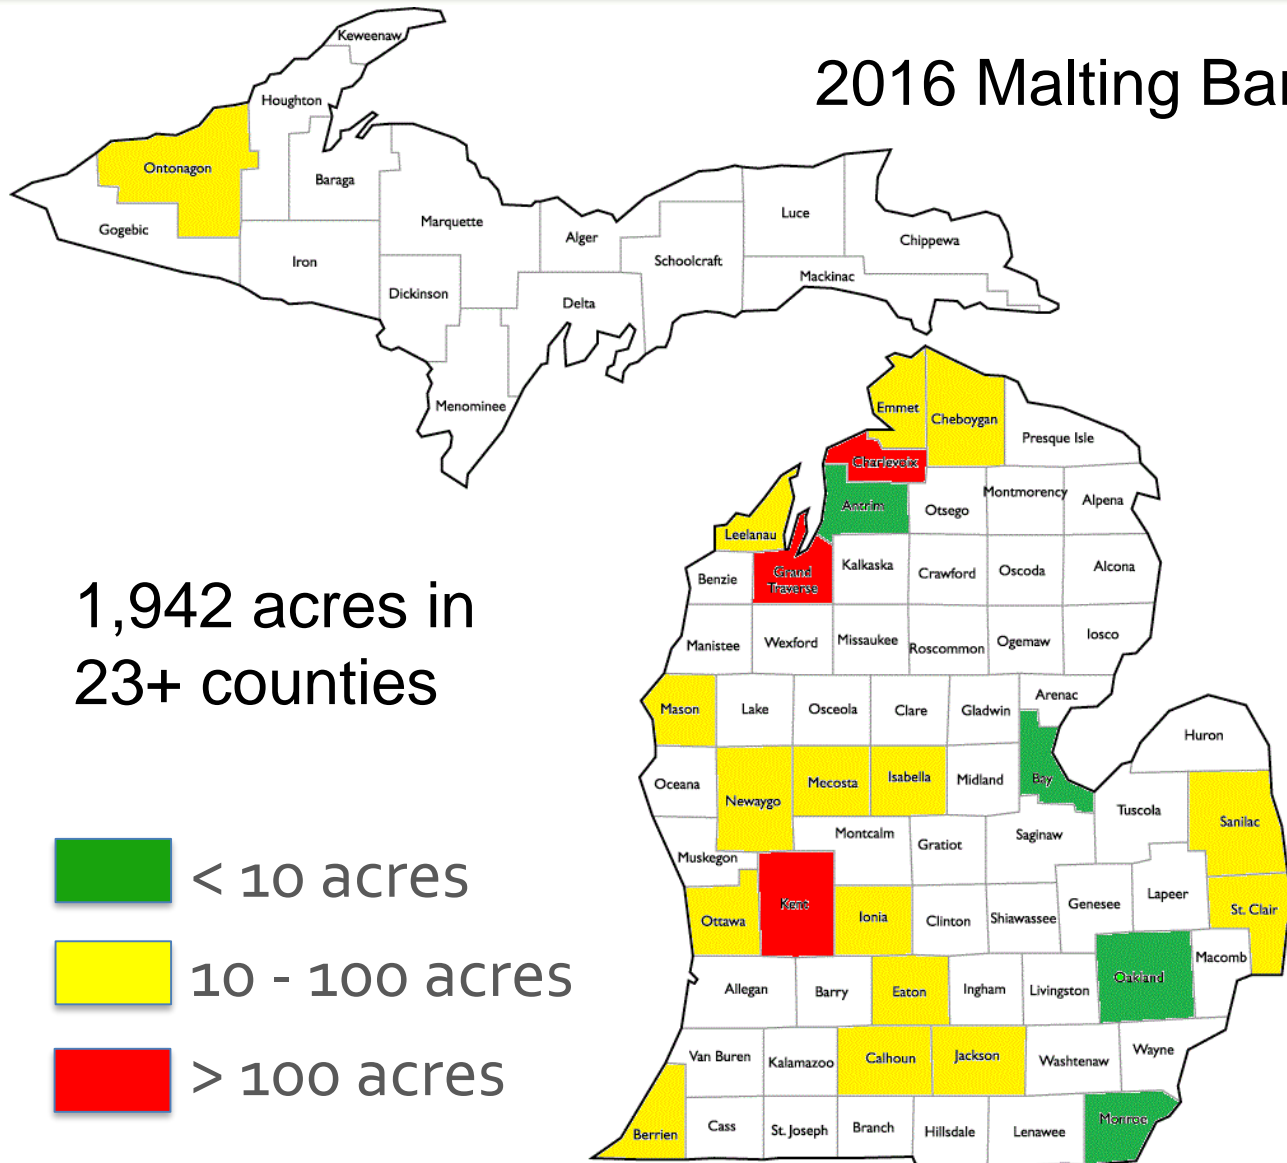 2016 Malting Bar
Keweenaw
Houghton
Ontonagon
Baraga
Gogebic
Marquette
Iron
Alger
Luce
Chippewa
Schoolcraft
Mackinac
Dickinson
Delta
Menominee
Emmet
Cheboygan
Presque Isle
Charlevoix
Antrim
Otsego
Montmorency
Alpena
Leelanau
Benzie
Grand
Traverse
Kalkaska
Crawford
Oscoda
Alcona
1,942 acres in
23+ counties
Manistee
Wexford
Missaukee
Roscommon
Ogemaw
Iosco
Mason
Lake
Osceola
Clare
Gladwin
Arenac
Huron
Oceana
Newaygo
Mecosta
Isabella
Midland
Bay
Tuscola
Sanilac
Muskegon
Montcalm
Gratiot
Saginaw
< 10 acres
10 - 100 acres
> 100 acres
Ottawa
Kent
Ionia
Clinton
Shiawassee
Genesee
Lapeer
St. Clair
Allegan
Barry
Eaton
Ingham
Livingston
Oakland
Macomb
Van Buren
Kalamazoo
Calhoun
Jackson
Washtenaw
Wayne
Berrien
Cass
St. Joseph
Branch
Hillsdale
Lenawee
Monroe